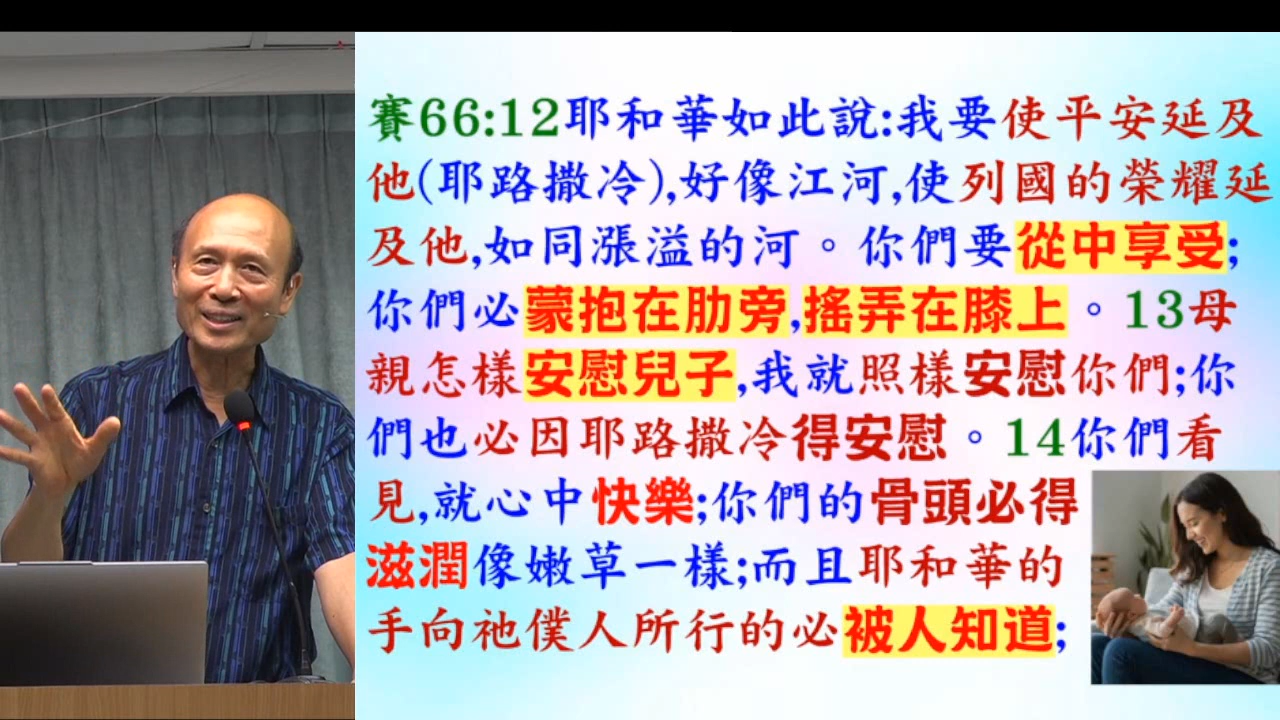 賽66:12耶和華如此說:我要使平安延及
他(耶路撒冷),好像江河,使列國的榮耀延
及他,如同漲溢的河。你們要從中享受;
你們必蒙抱在肋旁,搖弄在膝上。13母
親怎樣安慰兒子,我就照樣安慰你們;你
們也必因耶路撒冷得安慰。14你們看
見,就心中快樂;你們的骨頭必得
滋潤像嫩草一樣;而且耶和華的
手向祂僕人所行的必被人知道;